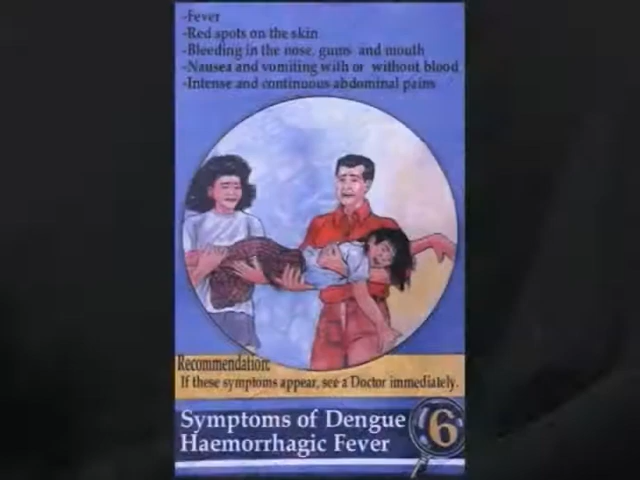 -Fever
-Red spots on the skin
-Bleeding in the nose, gums and mouth
-Nausea and vomiting with or without blood
-Intense and continuous abdominal pains
Recommendation:
If these symptoms appear, see a Doctor immediately.
Symptoms of Dengue
Haemorrhagic Fever
6